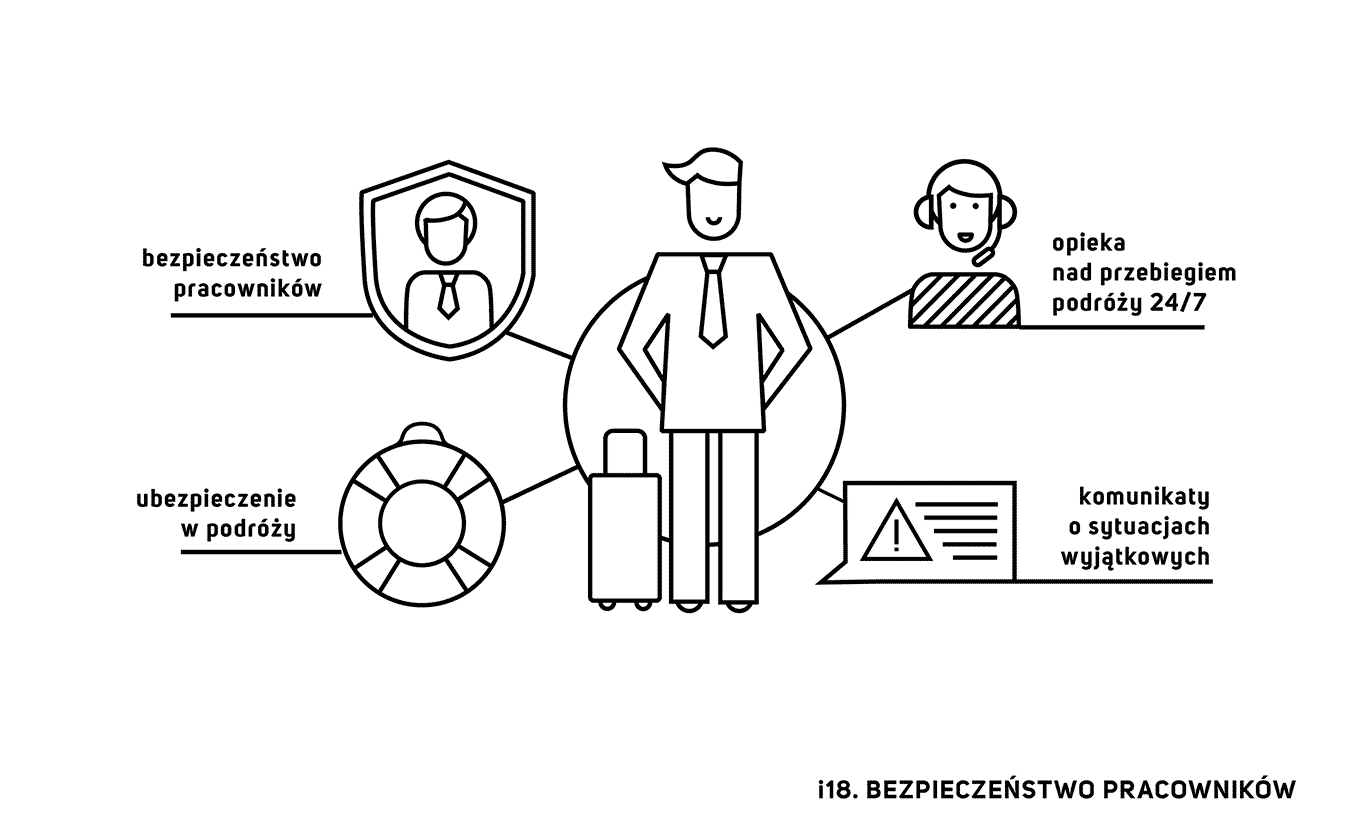 bezpieczeństwo
pracowników
opieka
nad przebiegiem
podróży 24/7
ubezpieczenie
w podróży
komunikaty
o sytuacjach
wyjątkowych
!
i18. BEZPIECZEŃSTWO PRACOWNIKÓW